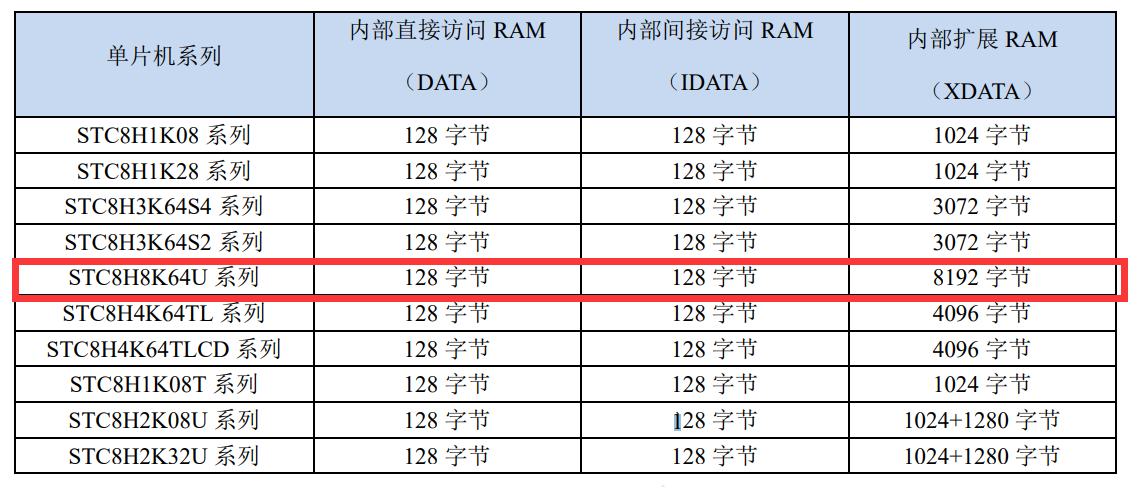 单片机系列 内部直接访问 RAM（DATA） 内部间接访问 RAM（IDATA） 内部扩展 RAM（XDATA）
STC8H1K08 系列 128 字节 128 字节 1024 字节
STC8H1K28 系列 128 字节 128 字节 1024 字节
STC8H3K64S4 系列 128 字节 128 字节 3072 字节
STC8H3K64S2 系列 128 字节 128 字节 3072 字节
STC8H8K64U 系列 128 字节 128 字节 8192 字节
STC8H4K64TL 系列 128 字节 128 字节 4096 字节
STC8H4K64TLCD 系列 128 字节 128 字节 4096 字节
STC8H1K08T 系列 128 字节 128 字节 1024 字节
STC8H2K08U 系列 128 字节 128 字节 1024+1280 字节
STC8H2K32U 系列 128 字节 128 字节 1024+1280 字节